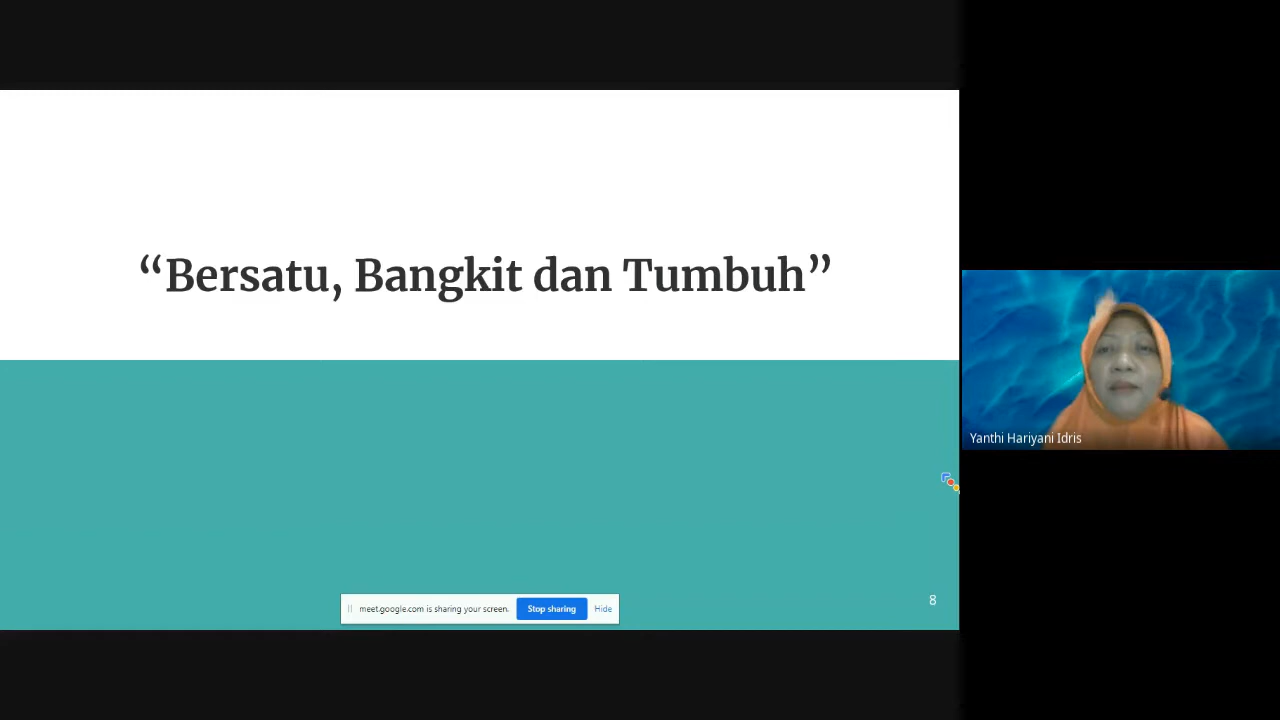 “Bersatu, Bangkit dan Tumbuh”
Yanthi Hariyani Idris
8
meet.google.com is sharing your screen. Stop sharing Hide